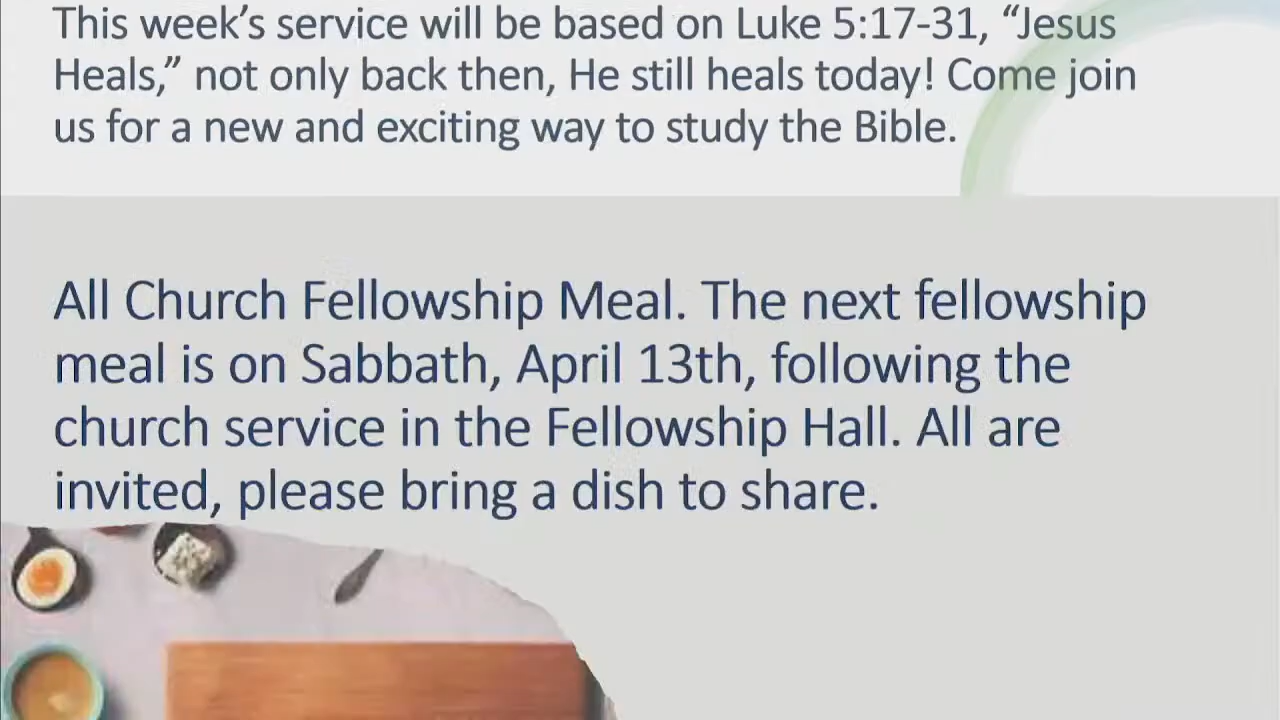 This week’s service will be based on Luke 5:17-31, “Jesus
Heals,” not only back then, He still heals today! Come join
us for a new and exciting way to study the Bible.
All Church Fellowship Meal. The next fellowship
meal is on Sabbath, April 13th, following the
church service in the Fellowship Hall. All are
invited, please bring a dish to share.